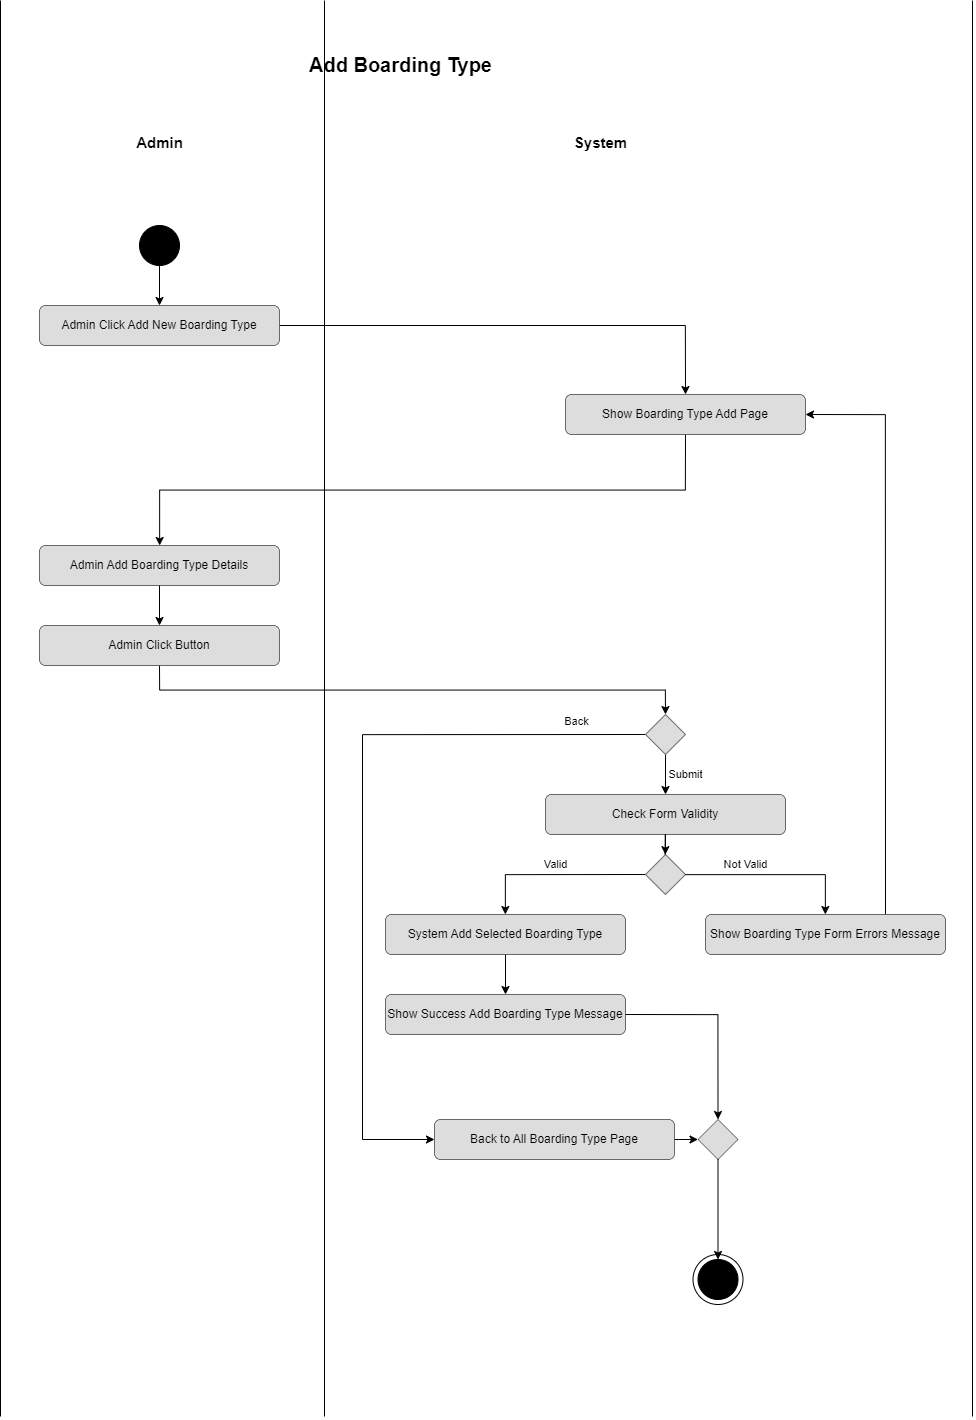 Add Boarding Type
Admin
System
Admin Click Add New Boarding Type
Show Boarding Type Add Page
Admin Add Boarding Type Details
Admin Click Button
Back
Submit
Check Form Validity
Valid
Not Valid
System Add Selected Boarding Type
Show Boarding Type Form Errors Message
Show Success Add Boarding Type Message
Back to All Boarding Type Page